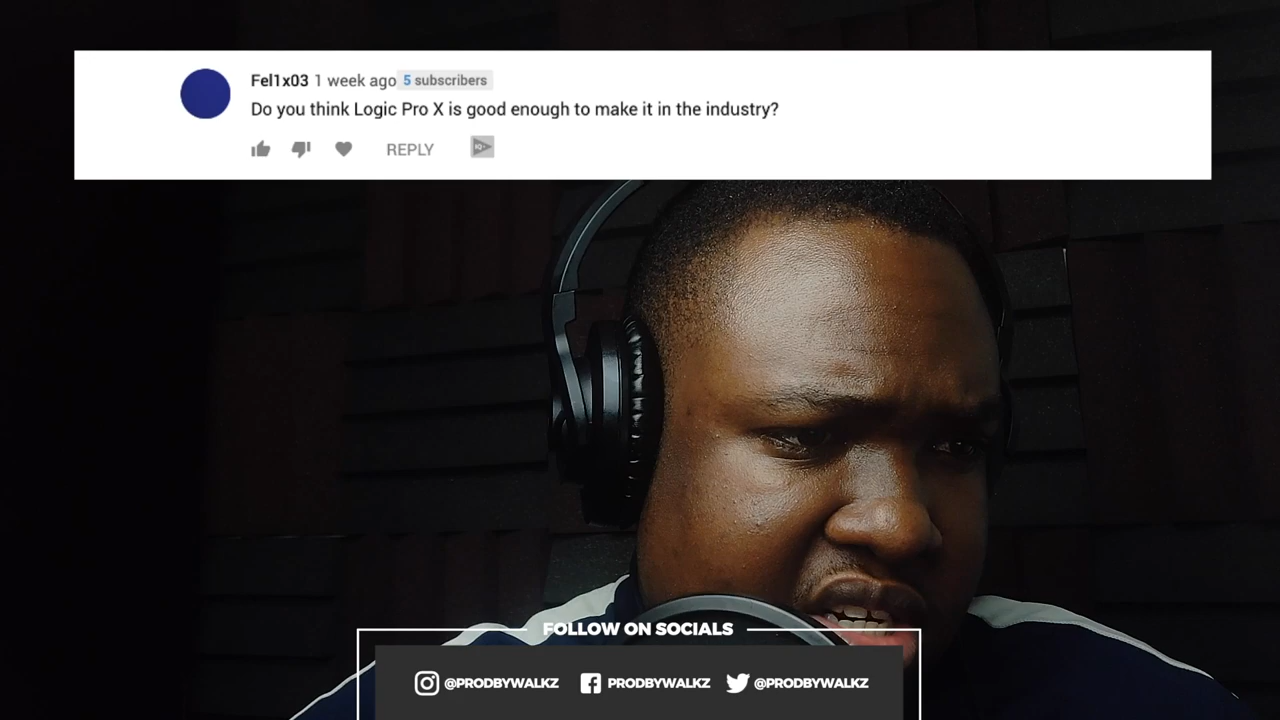 Fel1x03 1 week ago 5 subscribers
Do you think Logic Pro X is good enough to make it in the industry?
REPLY
FOLLOW ON SOCIALS
@PRODBYWALKZ PRODBYWALKZ @PRODBYWALKZ